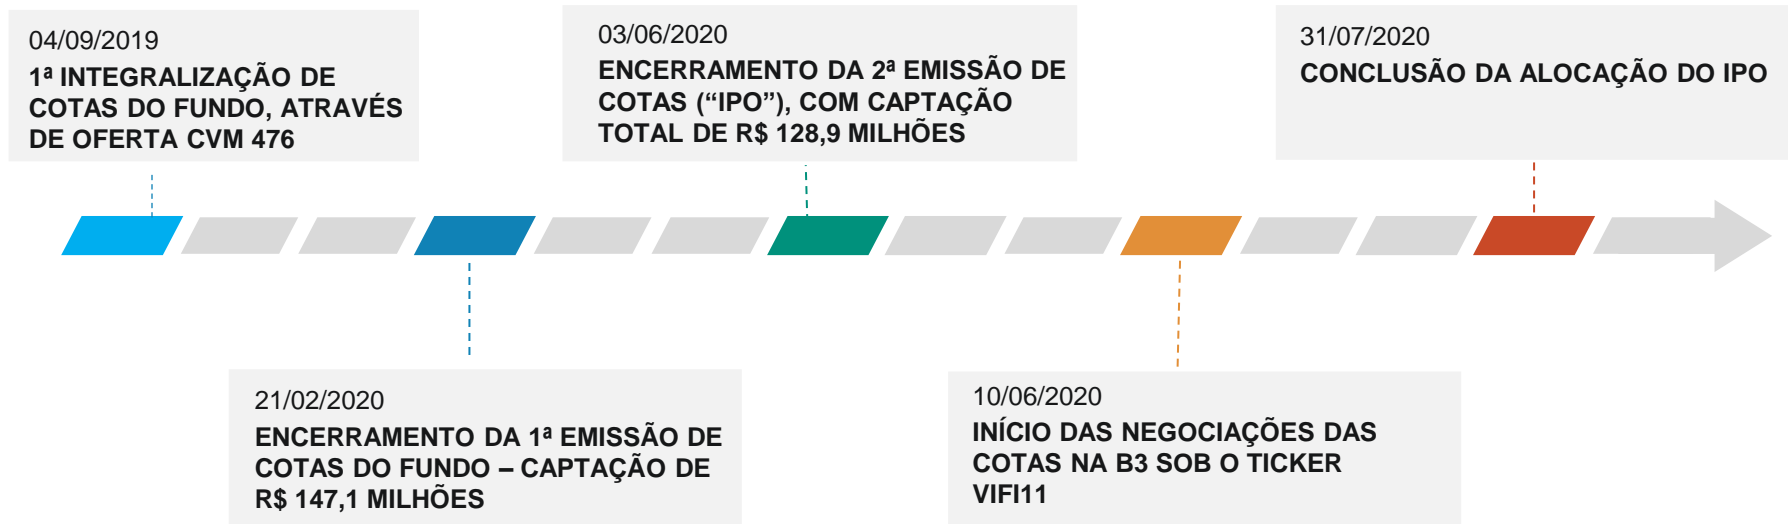 04/09/2019
1ª INTEGRALIZAÇÃO DE
COTAS DO FUNDO, ATRAVÉS
DE OFERTA CVM 476
03/06/2020
ENCERRAMENTO DA 2ª EMISSÃO DE
COTAS (“IPO”), COM CAPTAÇÃO
TOTAL DE R$ 128,9 MILHÕES
31/07/2020
CONCLUSÃO DA ALOCAÇÃO DO IPO
21/02/2020
ENCERRAMENTO DA 1ª EMISSÃO DE
COTAS DO FUNDO – CAPTAÇÃO DE
R$ 147,1 MILHÕES
10/06/2020
INÍCIO DAS NEGOCIAÇÕES DAS
COTAS NA B3 SOB O TICKER
VIFI11